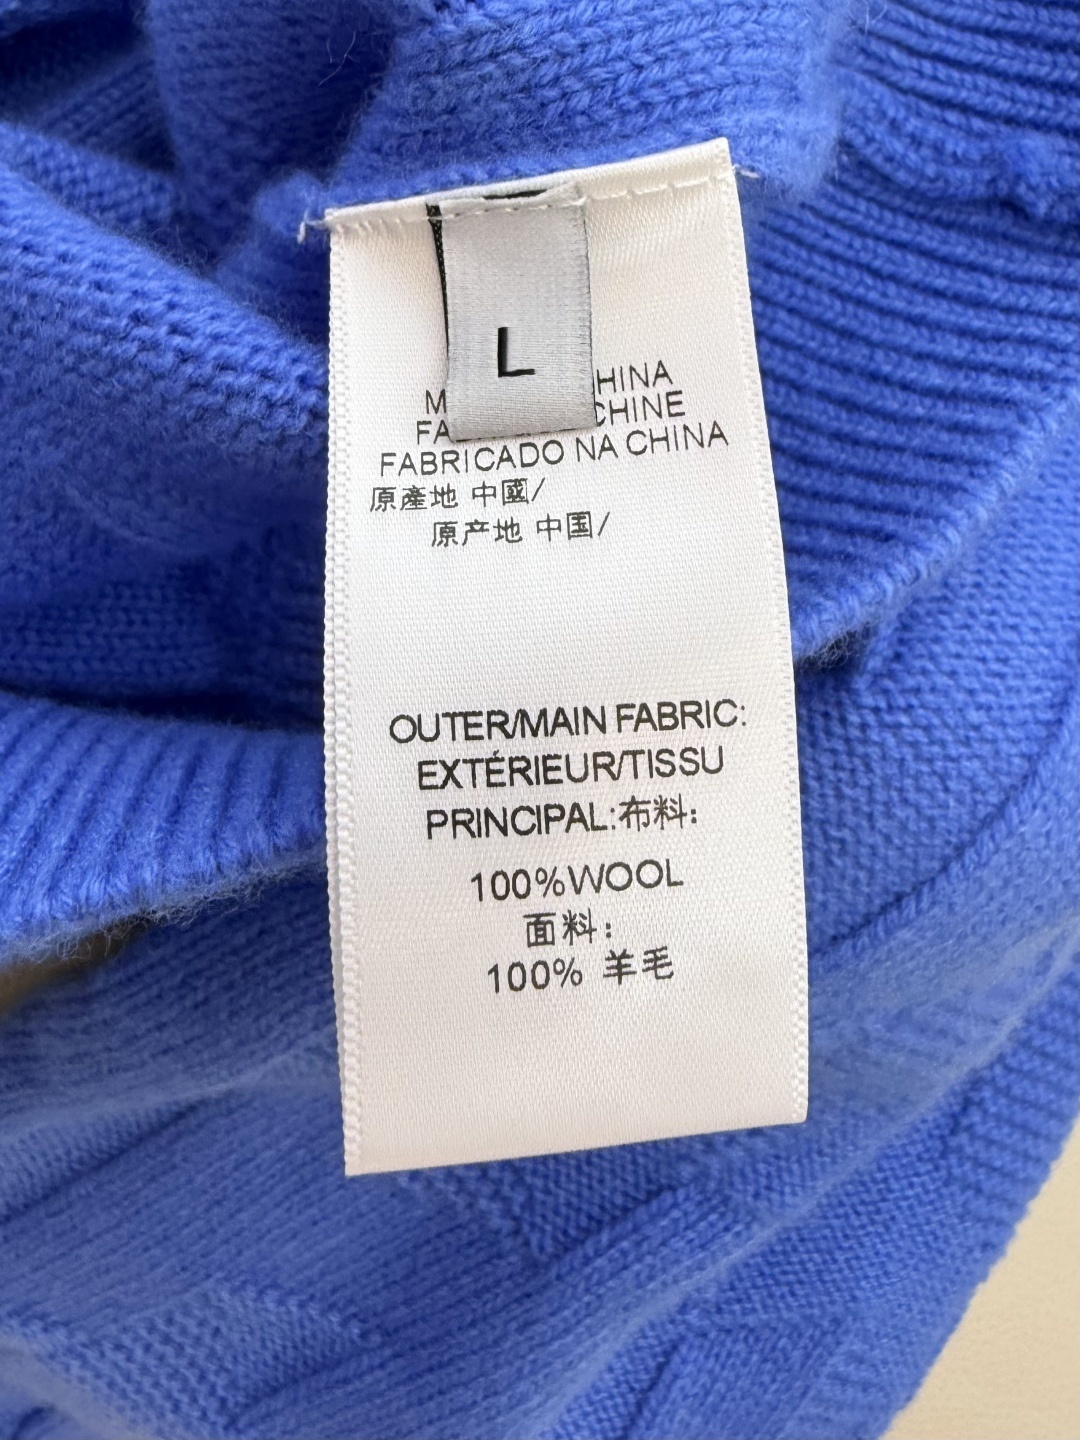 L
HINA
CHINE
FABRICADO NA CHINA
原產地 中國/
原产地 中国/
OUTER/MAIN FABRIC:
EXTÉRIEUR/TISSU
PRINCIPAL:布料:
100%WOOL
面料:
100% 羊毛